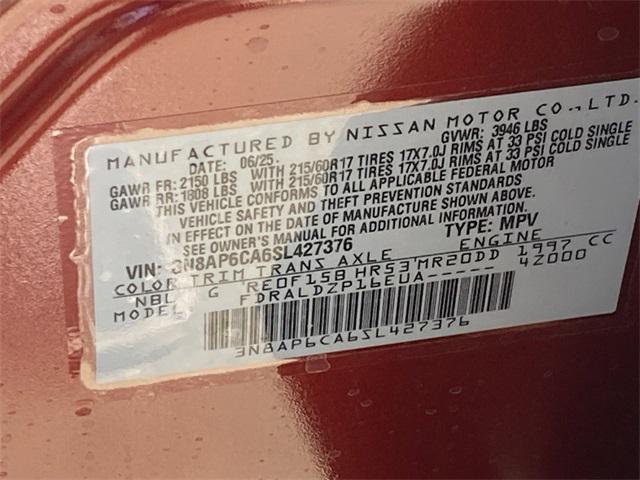 MANUFACTURED BY NISSAN MOTOR CO., LTD.
DATE: 06/25. GVWR: 3946 LBS
GAWR FR: 2150 LBS WITH 215/60R17 TIRES 17X7.0J RIMS AT 33 PSI COLD SINGLE
GAWR RR: 1808 LBS WITH 215/60R17 TIRES 17X7.0J RIMS AT 33 PSI COLD SINGLE
THIS VEHICLE CONFORMS TO ALL APPLICABLE FEDERAL MOTOR
VEHICLE SAFETY AND THEFT PREVENTION STANDARDS
IN EFFECT ON THE DATE OF MANUFACTURE SHOWN ABOVE.
SEE OWNER'S MANUAL FOR ADDITIONAL INFORMATION.
VIN: 3N8AP6CA6SL427376 TYPE: MPV
COLOR TRIM TRANS AXLE ENGINE
NBL G RE0F15B HR53 MR20DD 1997 CC
MODEL FDRALDZP16EUA----- 42000
3N8AP6CA6SL427376